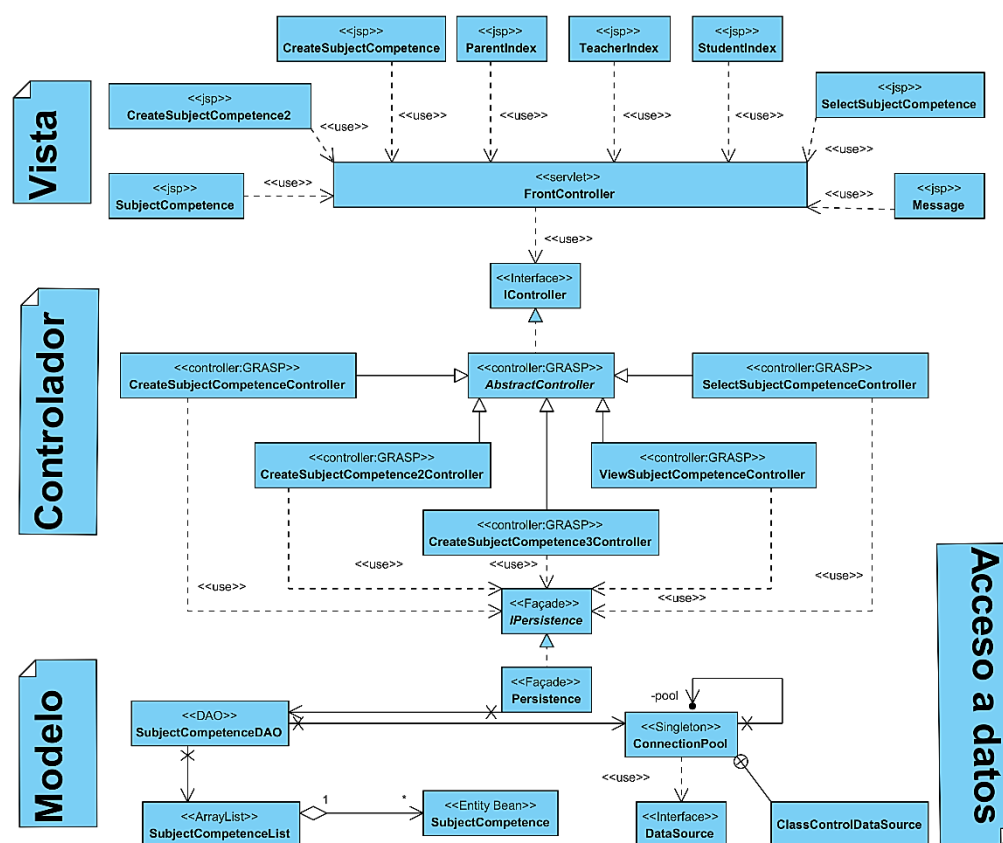 <<jsp>>
CreateSubjectCompetence
<<jsp>>
ParentIndex
<<jsp>>
TeacherIndex
<<jsp>>
StudentIndex
<<jsp>>
CreateSubjectCompetence2
<<jsp>>
SelectSubjectCompetence
<<use>>
<<use>>
<<use>>
<<use>>
<<use>>
<<use>>
Vista
<<jsp>>
SubjectCompetence
<<use>>
<<servlet>>
FrontController
<<use>>
<<jsp>>
Message
<<use>>
<<Interface>>
IController
Controlador
<<controller:GRASP>>
CreateSubjectCompetenceController
<<controller:GRASP>>
AbstractController
<<controller:GRASP>>
SelectSubjectCompetenceController
<<controller:GRASP>>
CreateSubjectCompetence2Controller
<<controller:GRASP>>
ViewSubjectCompetenceController
<<controller:GRASP>>
CreateSubjectCompetence3Controller
<<use>>
<<use>>
<<use>>
<<use>>
<<use>>
<<Façade>>
IPersistence
Acceso a datos
Modelo
<<Façade>>
Persistence
-pool
<<DAO>>
SubjectCompetenceDAO
<<Singleton>>
ConnectionPool
<<use>>
1
*
<<ArrayList>>
SubjectCompetenceList
<<Entity Bean>>
SubjectCompetence
<<Interface>>
DataSource
ClassControlDataSource